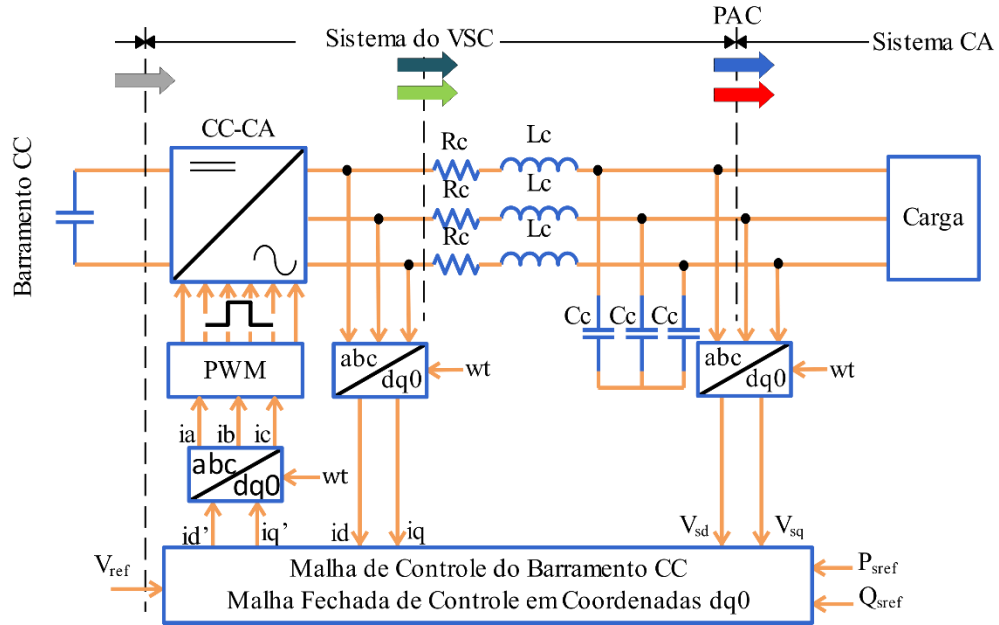 PAC
Sistema do VSC
Sistema CA
CC-CA
Rc
Lc
Rc
Lc
Rc
Lc
Barramento CC
Carga
Cc
Cc
Cc
PWM
abc
dq0
wt
abc
dq0
wt
ia
ib
ic
abc
dq0
wt
id’
iq’
id
iq
Vsd
Vsq
Vref
Malha de Controle do Barramento CC
Malha Fechada de Controle em Coordenadas dq0
Psref
Qsref